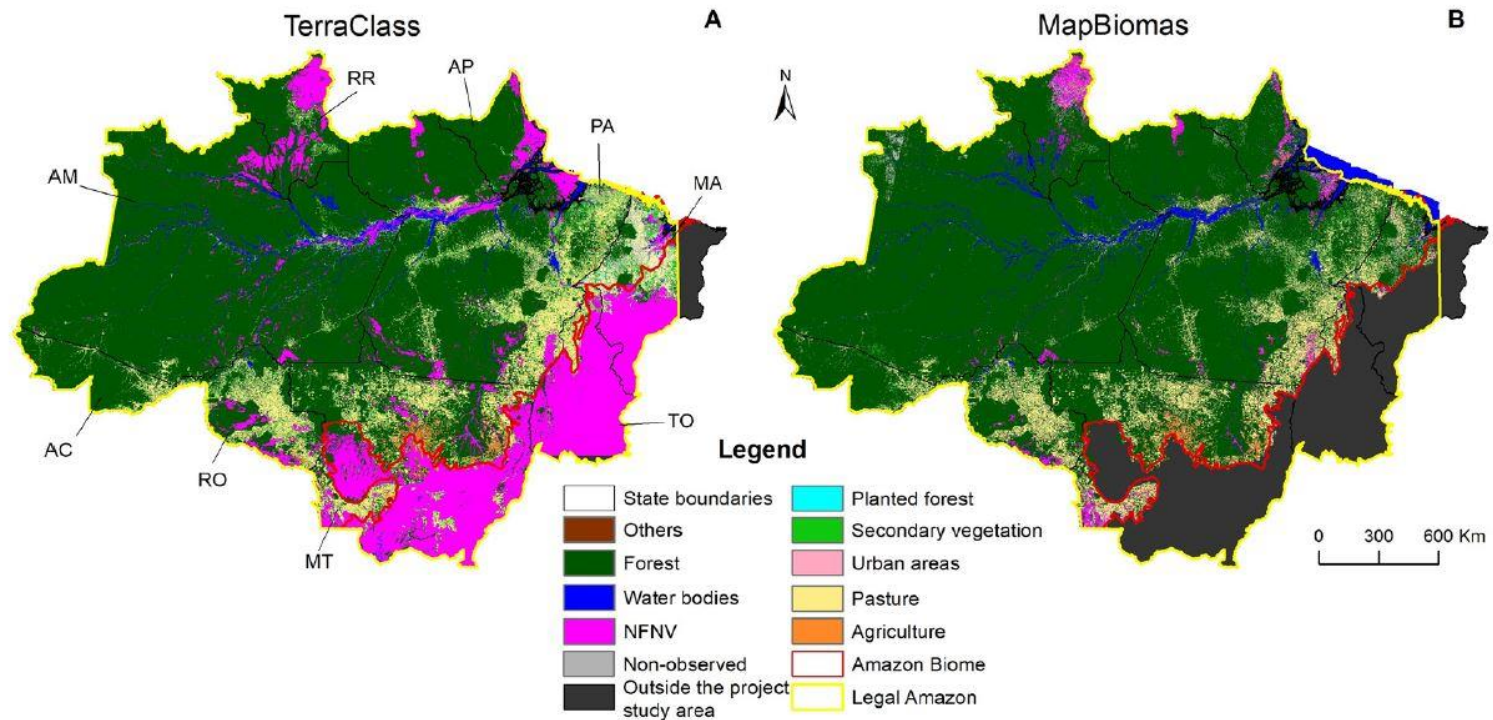 TerraClass
A
MapBiomas
B
RR
AP
N
PA
AM
MA
AC
RO
MT
TO
Legend
State boundaries
Others
Forest
Water bodies
NFNV
Non-observed
Outside the project
study area
Planted forest
Secondary vegetation
Urban areas
Pasture
Agriculture
Amazon Biome
Legal Amazon
0 300 600 Km